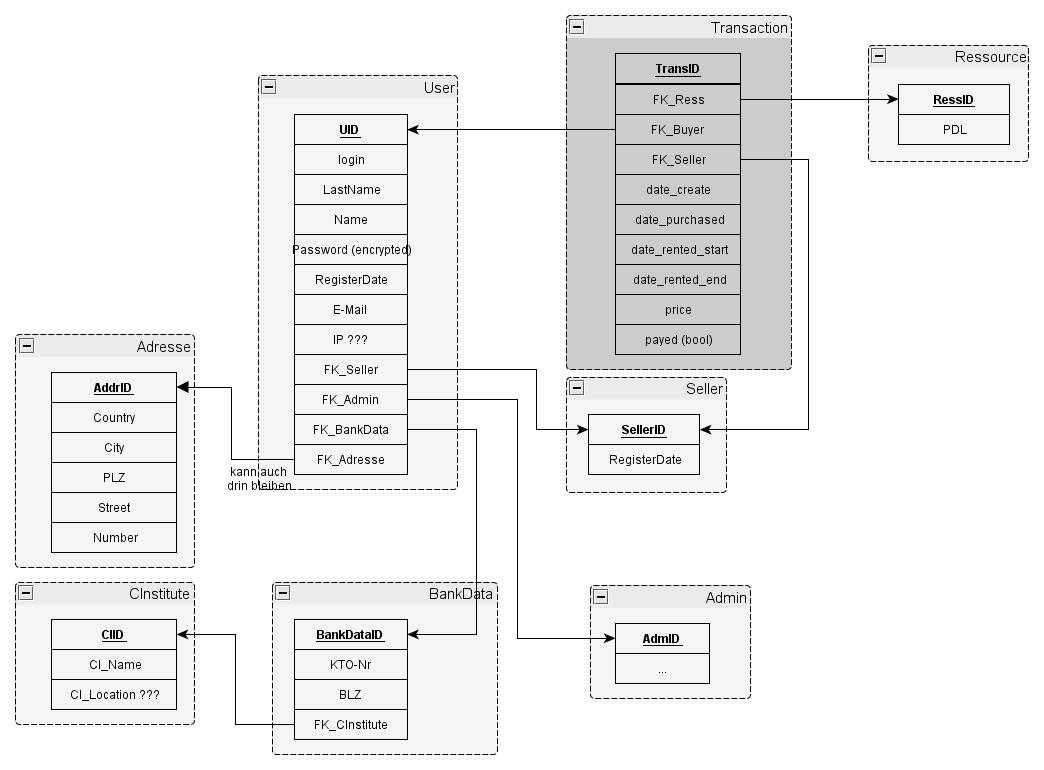 Transaction
TransID
FK_Ress
FK_Buyer
FK_Seller
date_create
date_purchased
date_rented_start
date_rented_end
price
payed (bool)
Ressource
RessID
PDL
User
UID
login
LastName
Name
Password (encrypted)
RegisterDate
E-Mail
IP ???
FK_Seller
FK_Admin
FK_BankData
FK_Adresse
kann auch
drin bleiben
Adresse
AddrID
Country
City
PLZ
Street
Number
Seller
SellerID
RegisterDate
CInstitute
CIID
CI_Name
CI_Location ???
BankData
BankDataID
KTO-Nr
BLZ
FK_CInstitute
Admin
AdmID
...